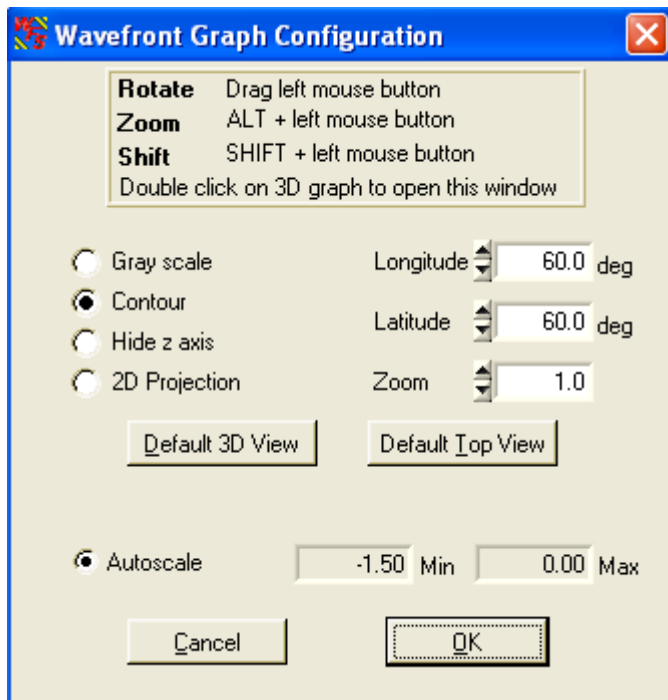 WFS Wavefront Graph Configuration
Rotate Drag left mouse button
Zoom ALT + left mouse button
Shift SHIFT + left mouse button
Double click on 3D graph to open this window
Gray scale Longitude 60.0 deg
Contour
Latitude 60.0 deg
Hide z axis
2D Projection Zoom 1.0
Default 3D View Default Top View
Autoscale -1.50 Min 0.00 Max
Cancel OK